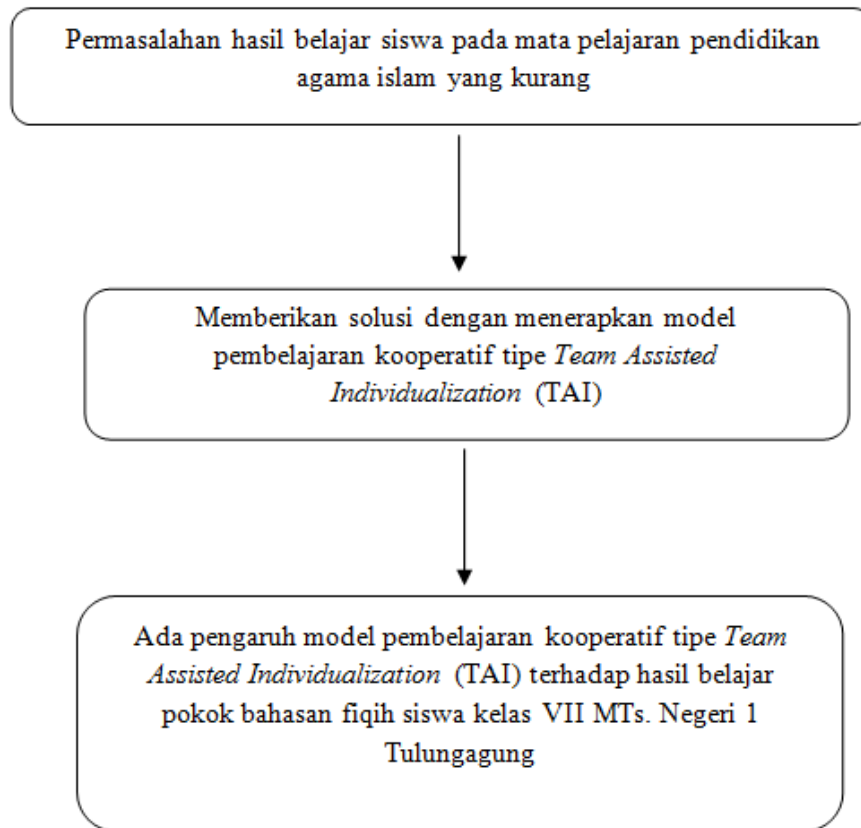 Permasalahan hasil belajar siswa pada mata pelajaran pendidikan
agama islam yang kurang
Memberikan solusi dengan menerapkan model
pembelajaran kooperatif tipe Team Assisted
Individualization (TAI)
Ada pengaruh model pembelajaran kooperatif tipe Team
Assisted Individualization (TAI) terhadap hasil belajar
pokok bahasan fiqih siswa kelas VII MTs. Negeri 1
Tulungagung